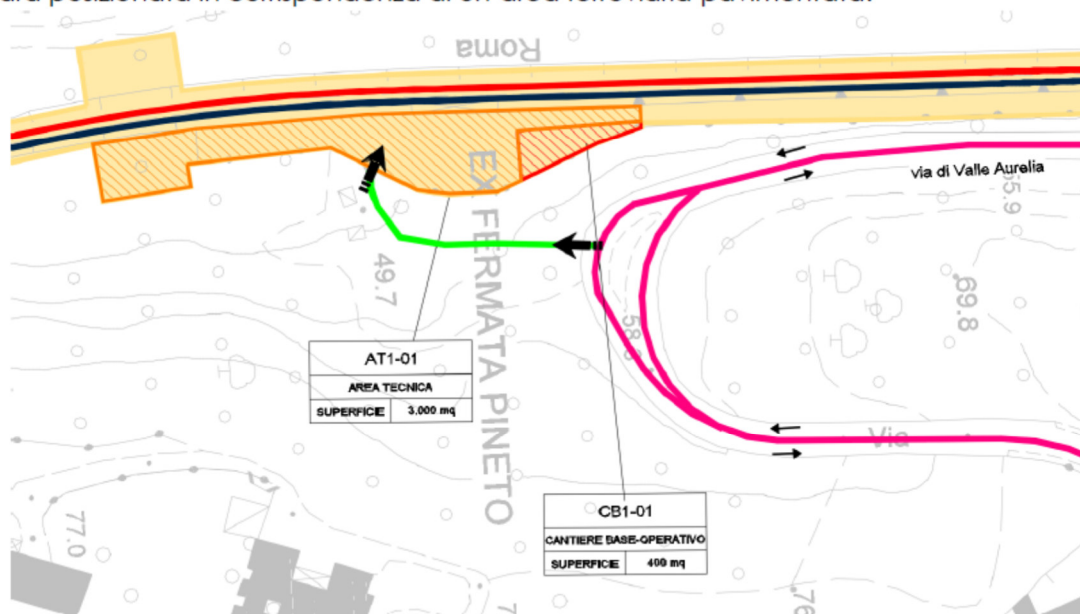 Roma
via di Valle Aurelia
EX FERMATA PINETO
49.7
69.8
AT1-01
AREA TECNICA
SUPERFICIE 3,000 mq
Via
CB1-01
CANTIERE BASE-OPERATIVO
SUPERFICIE 400 mq
77.0